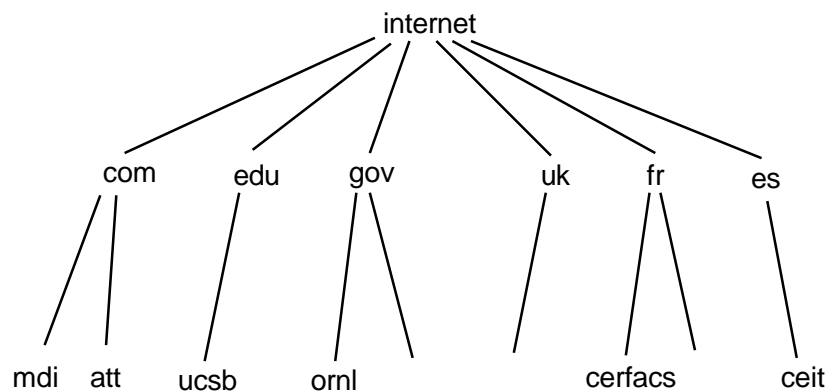 internet
com edu gov uk fr es
mdi att ucsb ornl cerfacs ceit